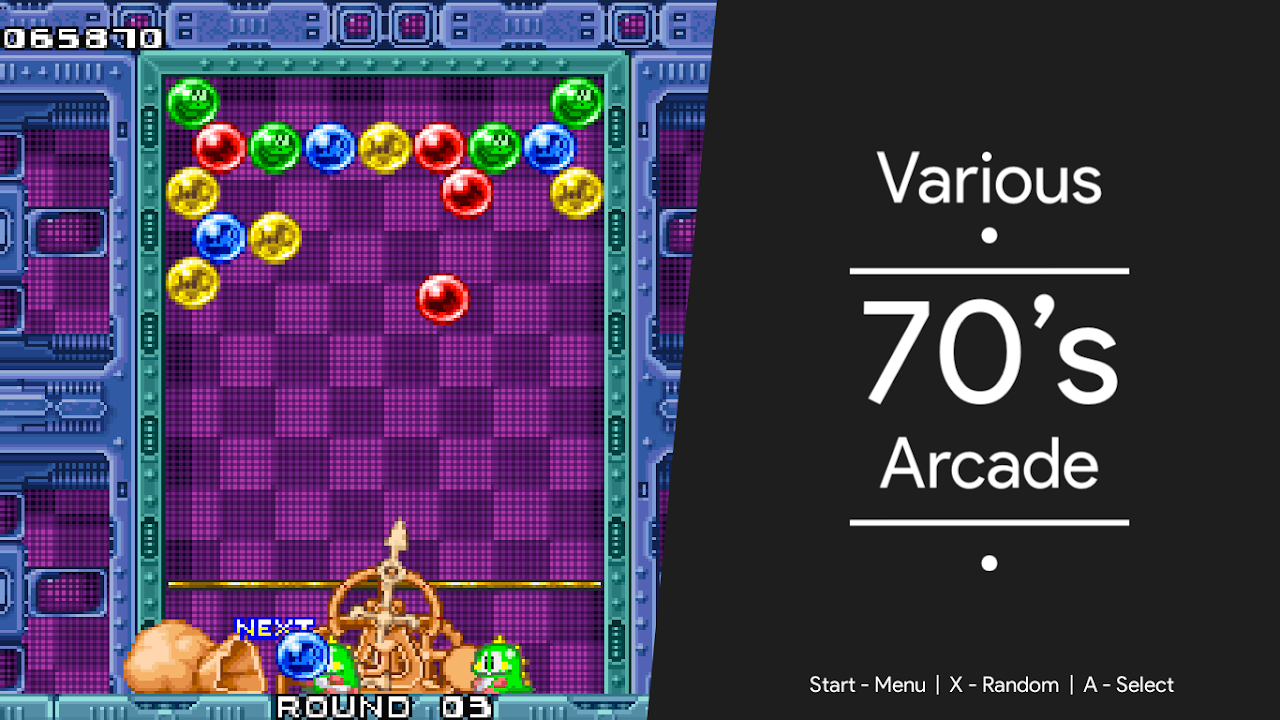 065870
NEXT
ROUND 03
Various
70's
Arcade
Start - Menu | X - Random | A - Select